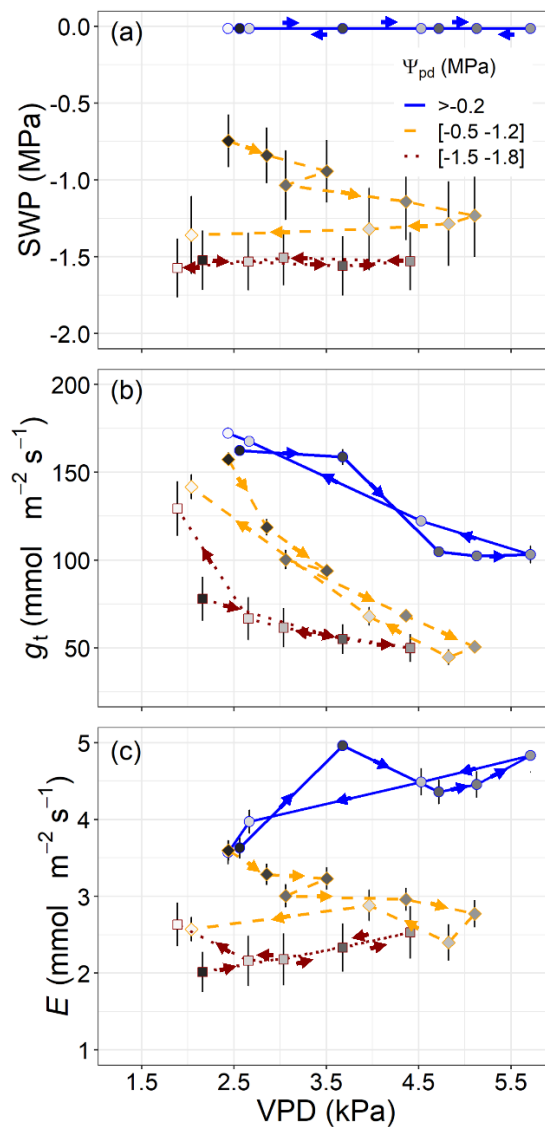 (a)
0.0
-0.5
-1.0
-1.5
-2.0
SWP (MPa)
Ψpd (MPa)
>-0.2
[-0.5 -1.2]
[-1.5 -1.8]
(b)
200
150
100
50
gt (mmol m−2 s−1)
(c)
5
4
3
2
1
E (mmol m−2 s−1)
1.5 2.5 3.5 4.5 5.5
VPD (kPa)